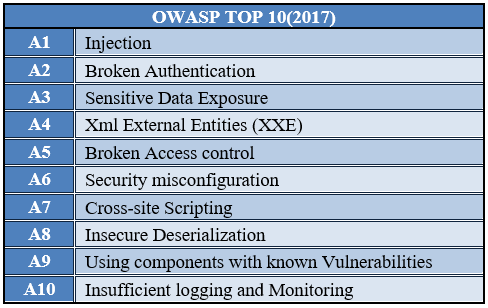 OWASP TOP 10(2017)
A1 Injection
A2 Broken Authentication
A3 Sensitive Data Exposure
A4 Xml External Entities (XXE)
A5 Broken Access control
A6 Security misconfiguration
A7 Cross-site Scripting
A8 Insecure Deserialization
A9 Using components with known Vulnerabilities
A10 Insufficient logging and Monitoring